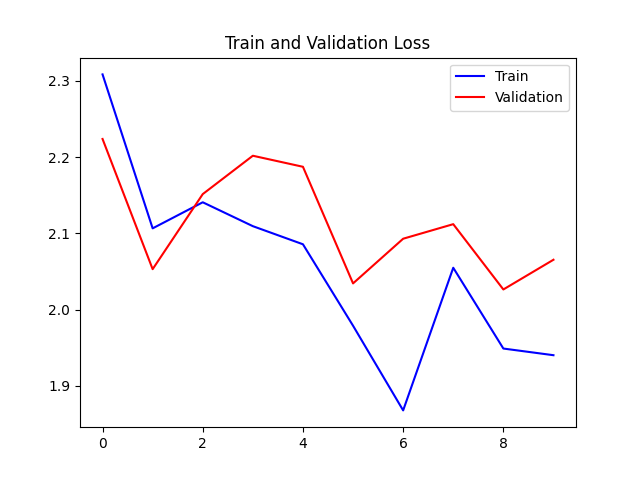 Train and Validation Loss
Train
Validation
2.3
2.2
2.1
2.0
1.9
0 2 4 6 8